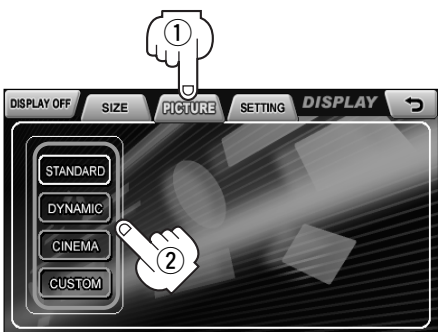 ①
DISPLAY OFF SIZE PICTURE SETTING DISPLAY
STANDARD
DYNAMIC
CINEMA
②
CUSTOM